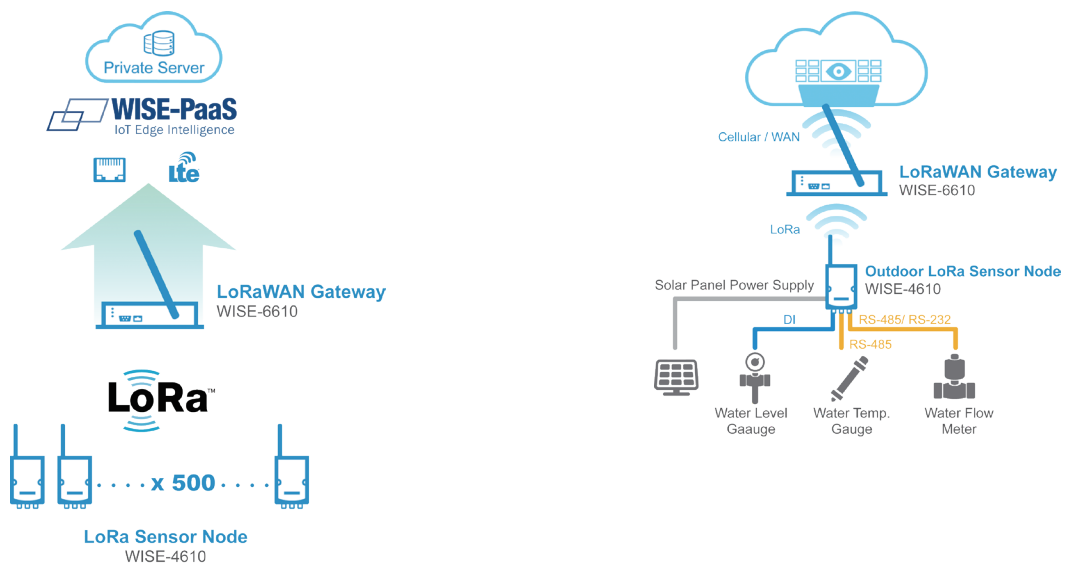 Private Server
WISE-PaaS
IoT Edge Intelligence
Lte
LoRaWAN Gateway
WISE-6610
LoRa™
x 500
LoRa Sensor Node
WISE-4610
Cellular / WAN
LoRaWAN Gateway
WISE-6610
LoRa
Outdoor LoRa Sensor Node
WISE-4610
Solar Panel Power Supply
DI
RS-485/ RS-232
RS-485
Water Level
Gaauge
Water Temp.
Gauge
Water Flow
Meter